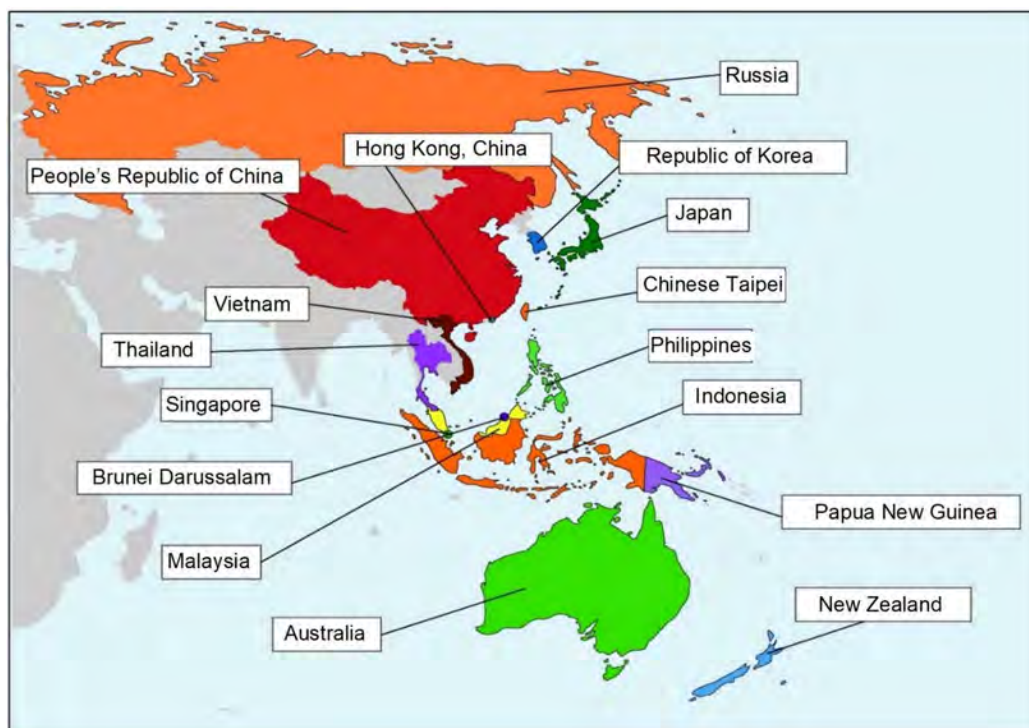 Russia
Hong Kong, China
Republic of Korea
People's Republic of China
Japan
Chinese Taipei
Vietnam
Thailand
Philippines
Indonesia
Singapore
Brunei Darussalam
Papua New Guinea
Malaysia
New Zealand
Australia